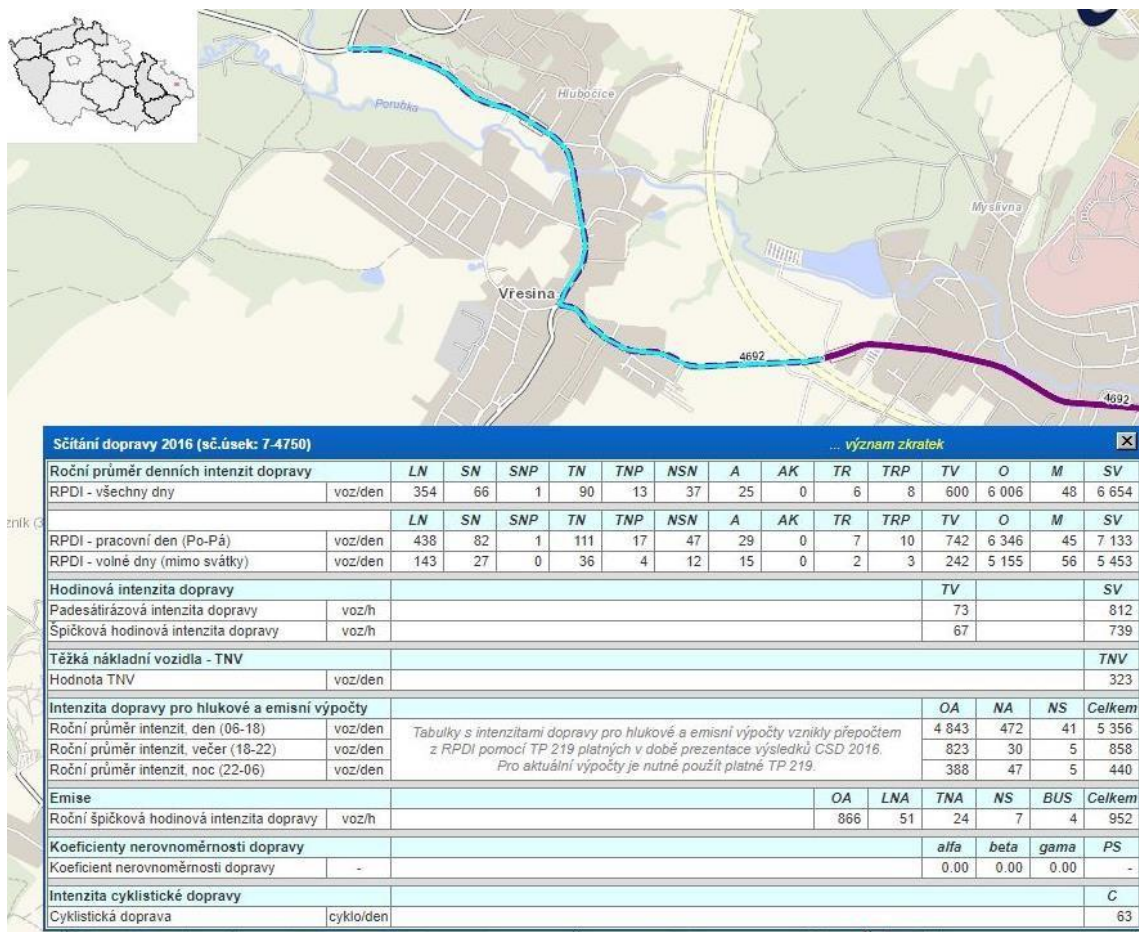 Hlubočice
Porubka
Myslivna
Vřesina
4692
4692
Sčítání dopravy 2016 (sč.úsek: 7-4750) ... význam zkratek X
Roční průměr denních intenzit dopravy LN SN SNP TN TNP NSN A AK TR TRP TV O M SV
RPDI - všechny dny voz/den 354 66 1 90 13 37 25 0 6 8 600 6 006 48 6 654
zník (3
LN SN SNP TN TNP NSN A AK TR TRP TV O M SV
RPDI - pracovní den (Po-Pá) voz/den 438 82 1 111 17 47 29 0 7 10 742 6 346 45 7 133
RPDI - volné dny (mimo svátky) voz/den 143 27 0 36 4 12 15 0 2 3 242 5 155 56 5 453
Hodinová intenzita dopravy TV SV
Padesátirázová intenzita dopravy voz/h 73 812
Špičková hodinová intenzita dopravy voz/h 67 739
Těžká nákladní vozidla - TNV TNV
Hodnota TNV voz/den 323
Intenzita dopravy pro hlukové a emisní výpočty OA NA NS Celkem
Roční průměr intenzit, den (06-18) voz/den 4 843 472 41 5 356
Roční průměr intenzit, večer (18-22) voz/den 823 30 5 858
Roční průměr intenzit, noc (22-06) voz/den 388 47 5 440
Tabulky s intenzitami dopravy pro hlukové a emisní výpočty vznikly přepočtem
z RPDI pomocí TP 219 platných v době prezentace výsledků CSD 2016.
Pro aktuální výpočty je nutné použít platné TP 219.
Emise OA LNA TNA NS BUS Celkem
Roční špičková hodinová intenzita dopravy voz/h 866 51 24 7 4 952
Koeficienty nerovnoměrnosti dopravy alfa beta gama PS
Koeficient nerovnoměrnosti dopravy - 0.00 0.00 0.00 -
Intenzita cyklistické dopravy C
Cyklistická doprava cyklo/den 63